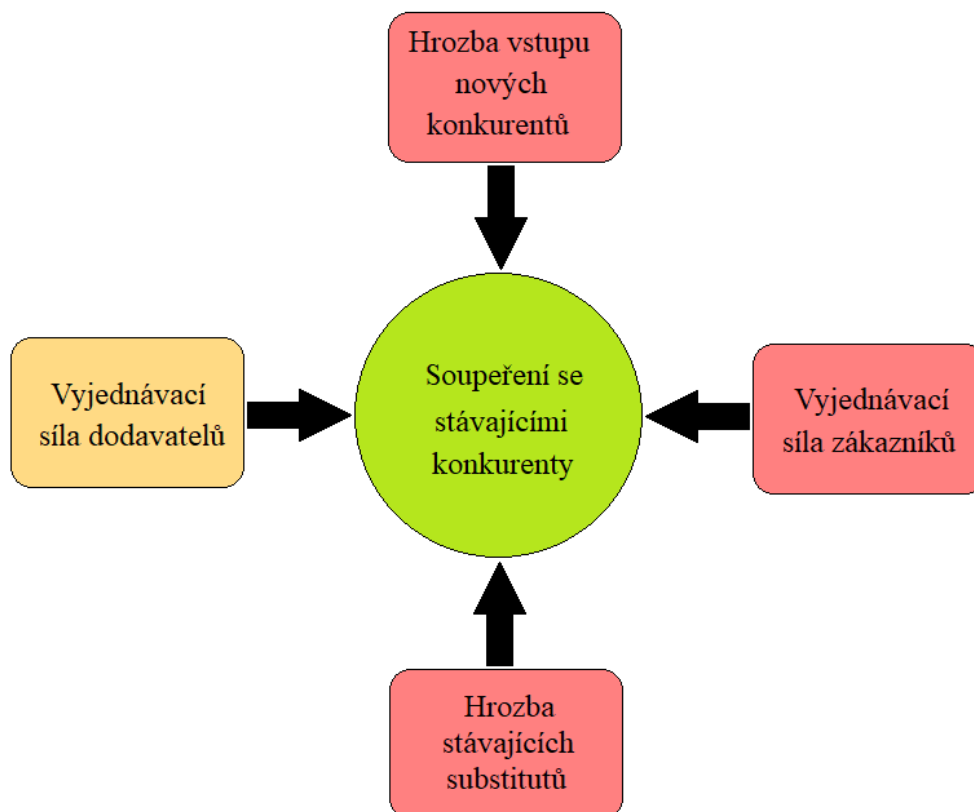 Hrozba vstupu
nových
konkurentů
Vyjednávací
síla dodavatelů
Soupeření se
stávajícími
konkurenty
Vyjednávací
síla zákazníků
Hrozba
stávajících
substitutů